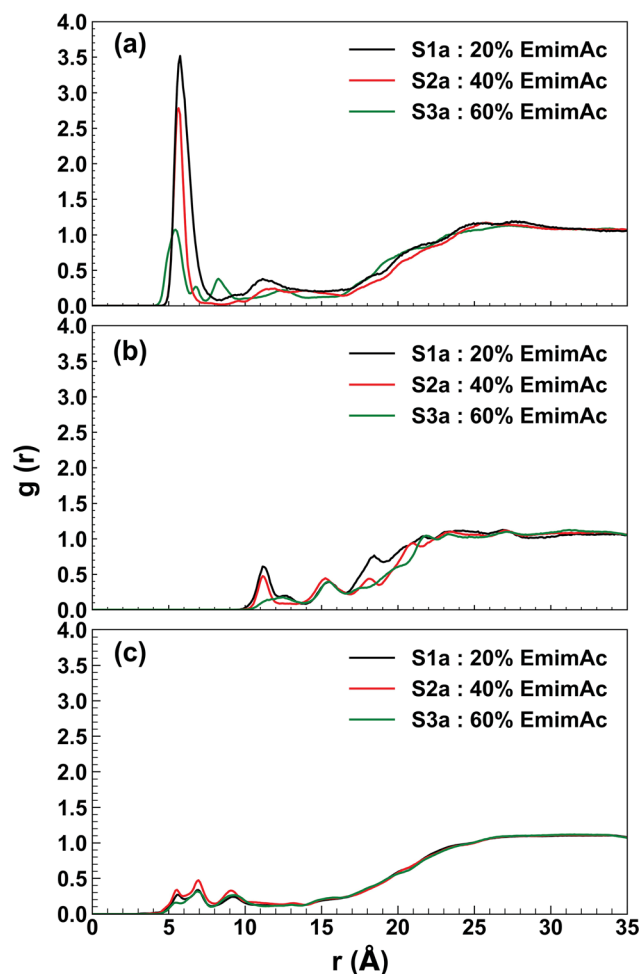 4.0
(a)
S1a : 20% EmimAc
3.5
3.0
S2a : 40% EmimAc
2.5
S3a : 60% EmimAc
2.0
1.5
1.0
0.5
0.0
4.0
(b)
S1a : 20% EmimAc
3.5
3.0
S2a : 40% EmimAc
2.5
S3a : 60% EmimAc
2.0
g (r)
1.5
1.0
0.5
0.0
4.0
(c)
S1a : 20% EmimAc
3.5
3.0
S2a : 40% EmimAc
2.5
S3a : 60% EmimAc
2.0
1.5
1.0
0.5
0.0
0 5 10 15 20 25 30 35
r (Å)